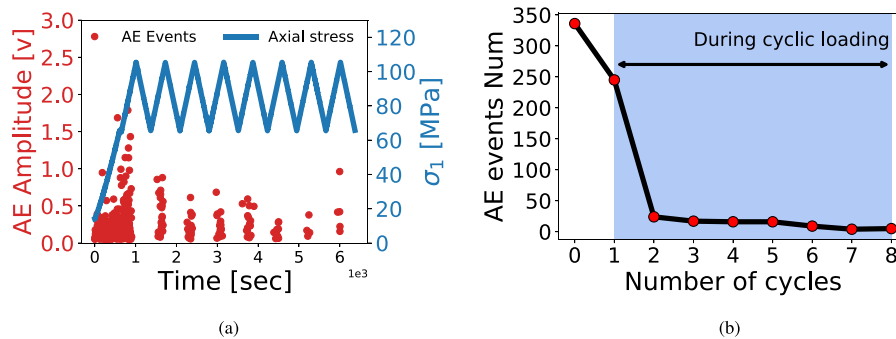 AE Events
Axial stress
AE Amplitude [v]
3.0
2.5
2.0
1.5
1.0
0.5
0.0
120
100
80
60
40
20
0
σ1 [MPa]
0 1 2 3 4 5 6
1e3
Time [sec]
(a)
During cyclic loading
AE events Num
350
300
250
200
150
100
50
0
0 1 2 3 4 5 6 7 8
Number of cycles
(b)